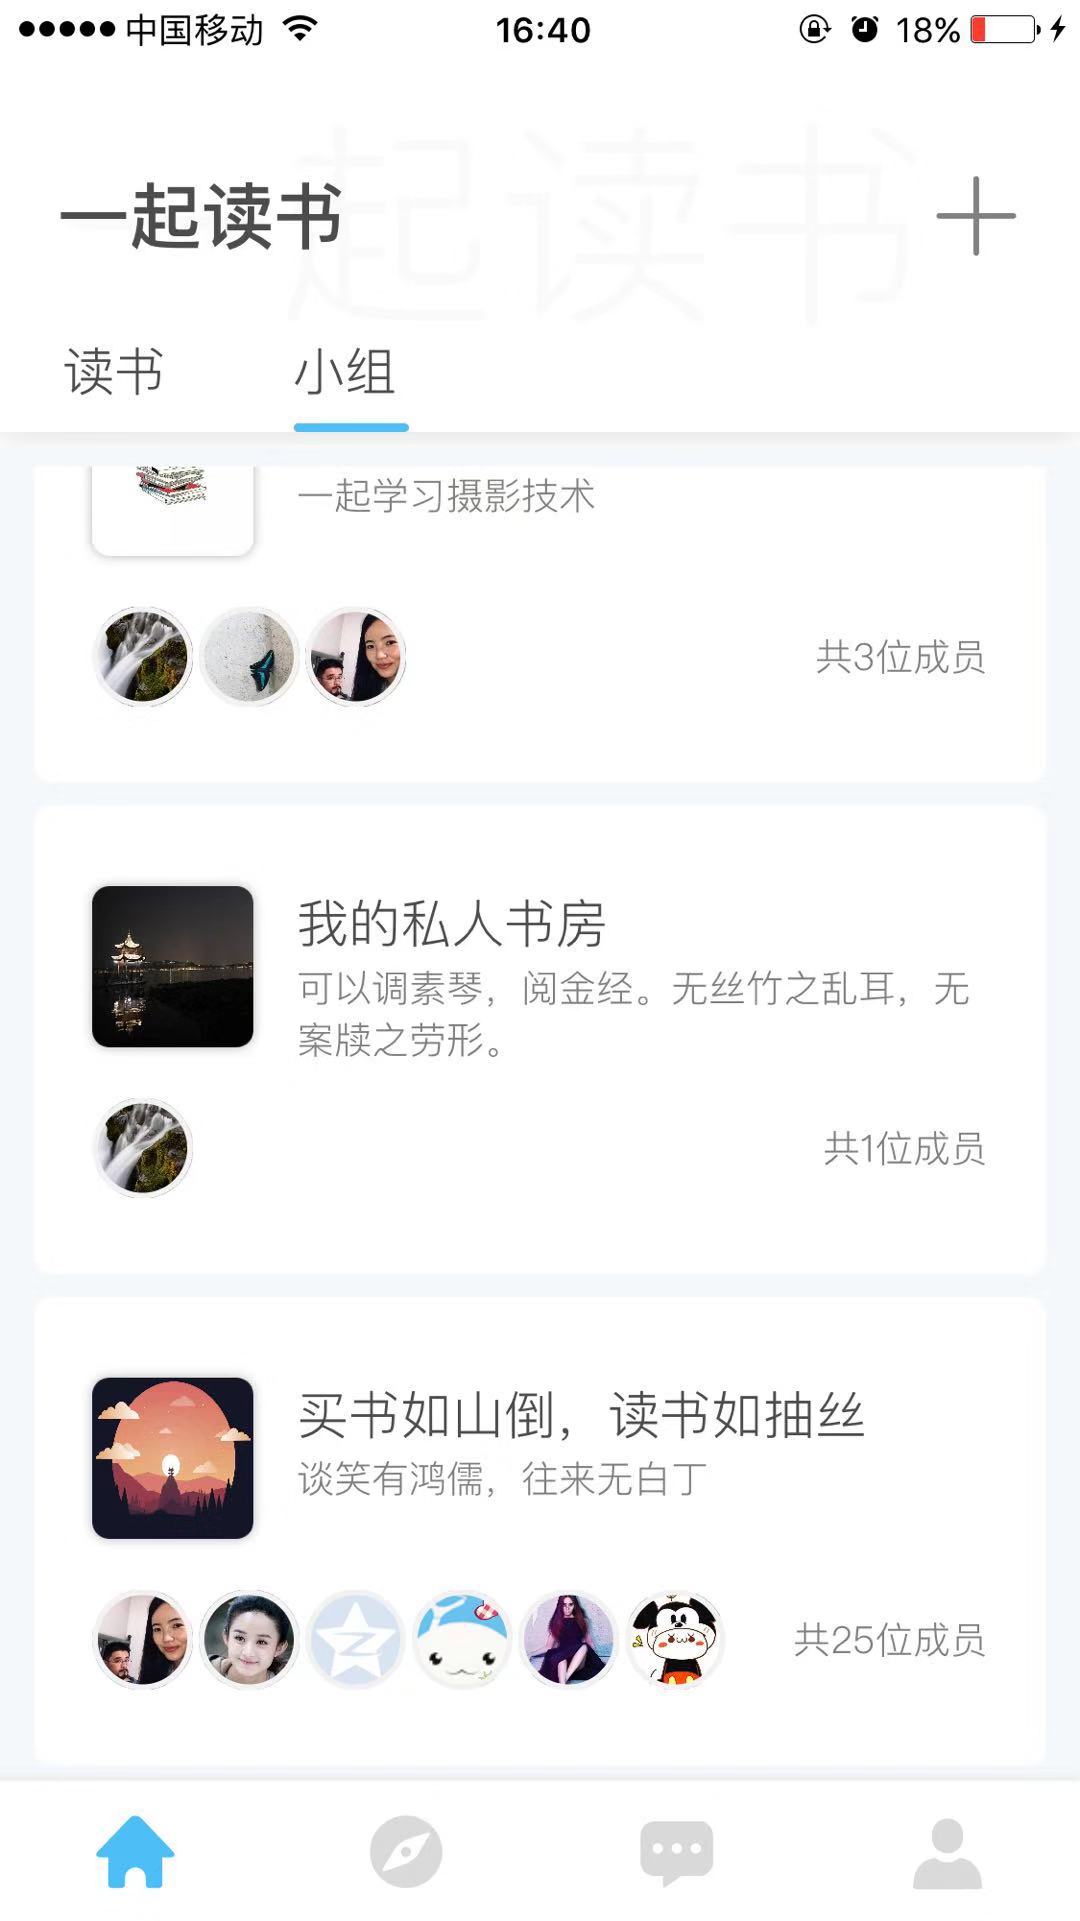 中国移动 16:40 18%
一起读书
起读书
读书 小组
一起学习摄影技术
共3位成员
我的私人书房
可以调素琴，阅金经。无丝竹之乱耳，无
案牍之劳形。
共1位成员
买书如山倒，读书如抽丝
谈笑有鸿儒，往来无白丁
共25位成员